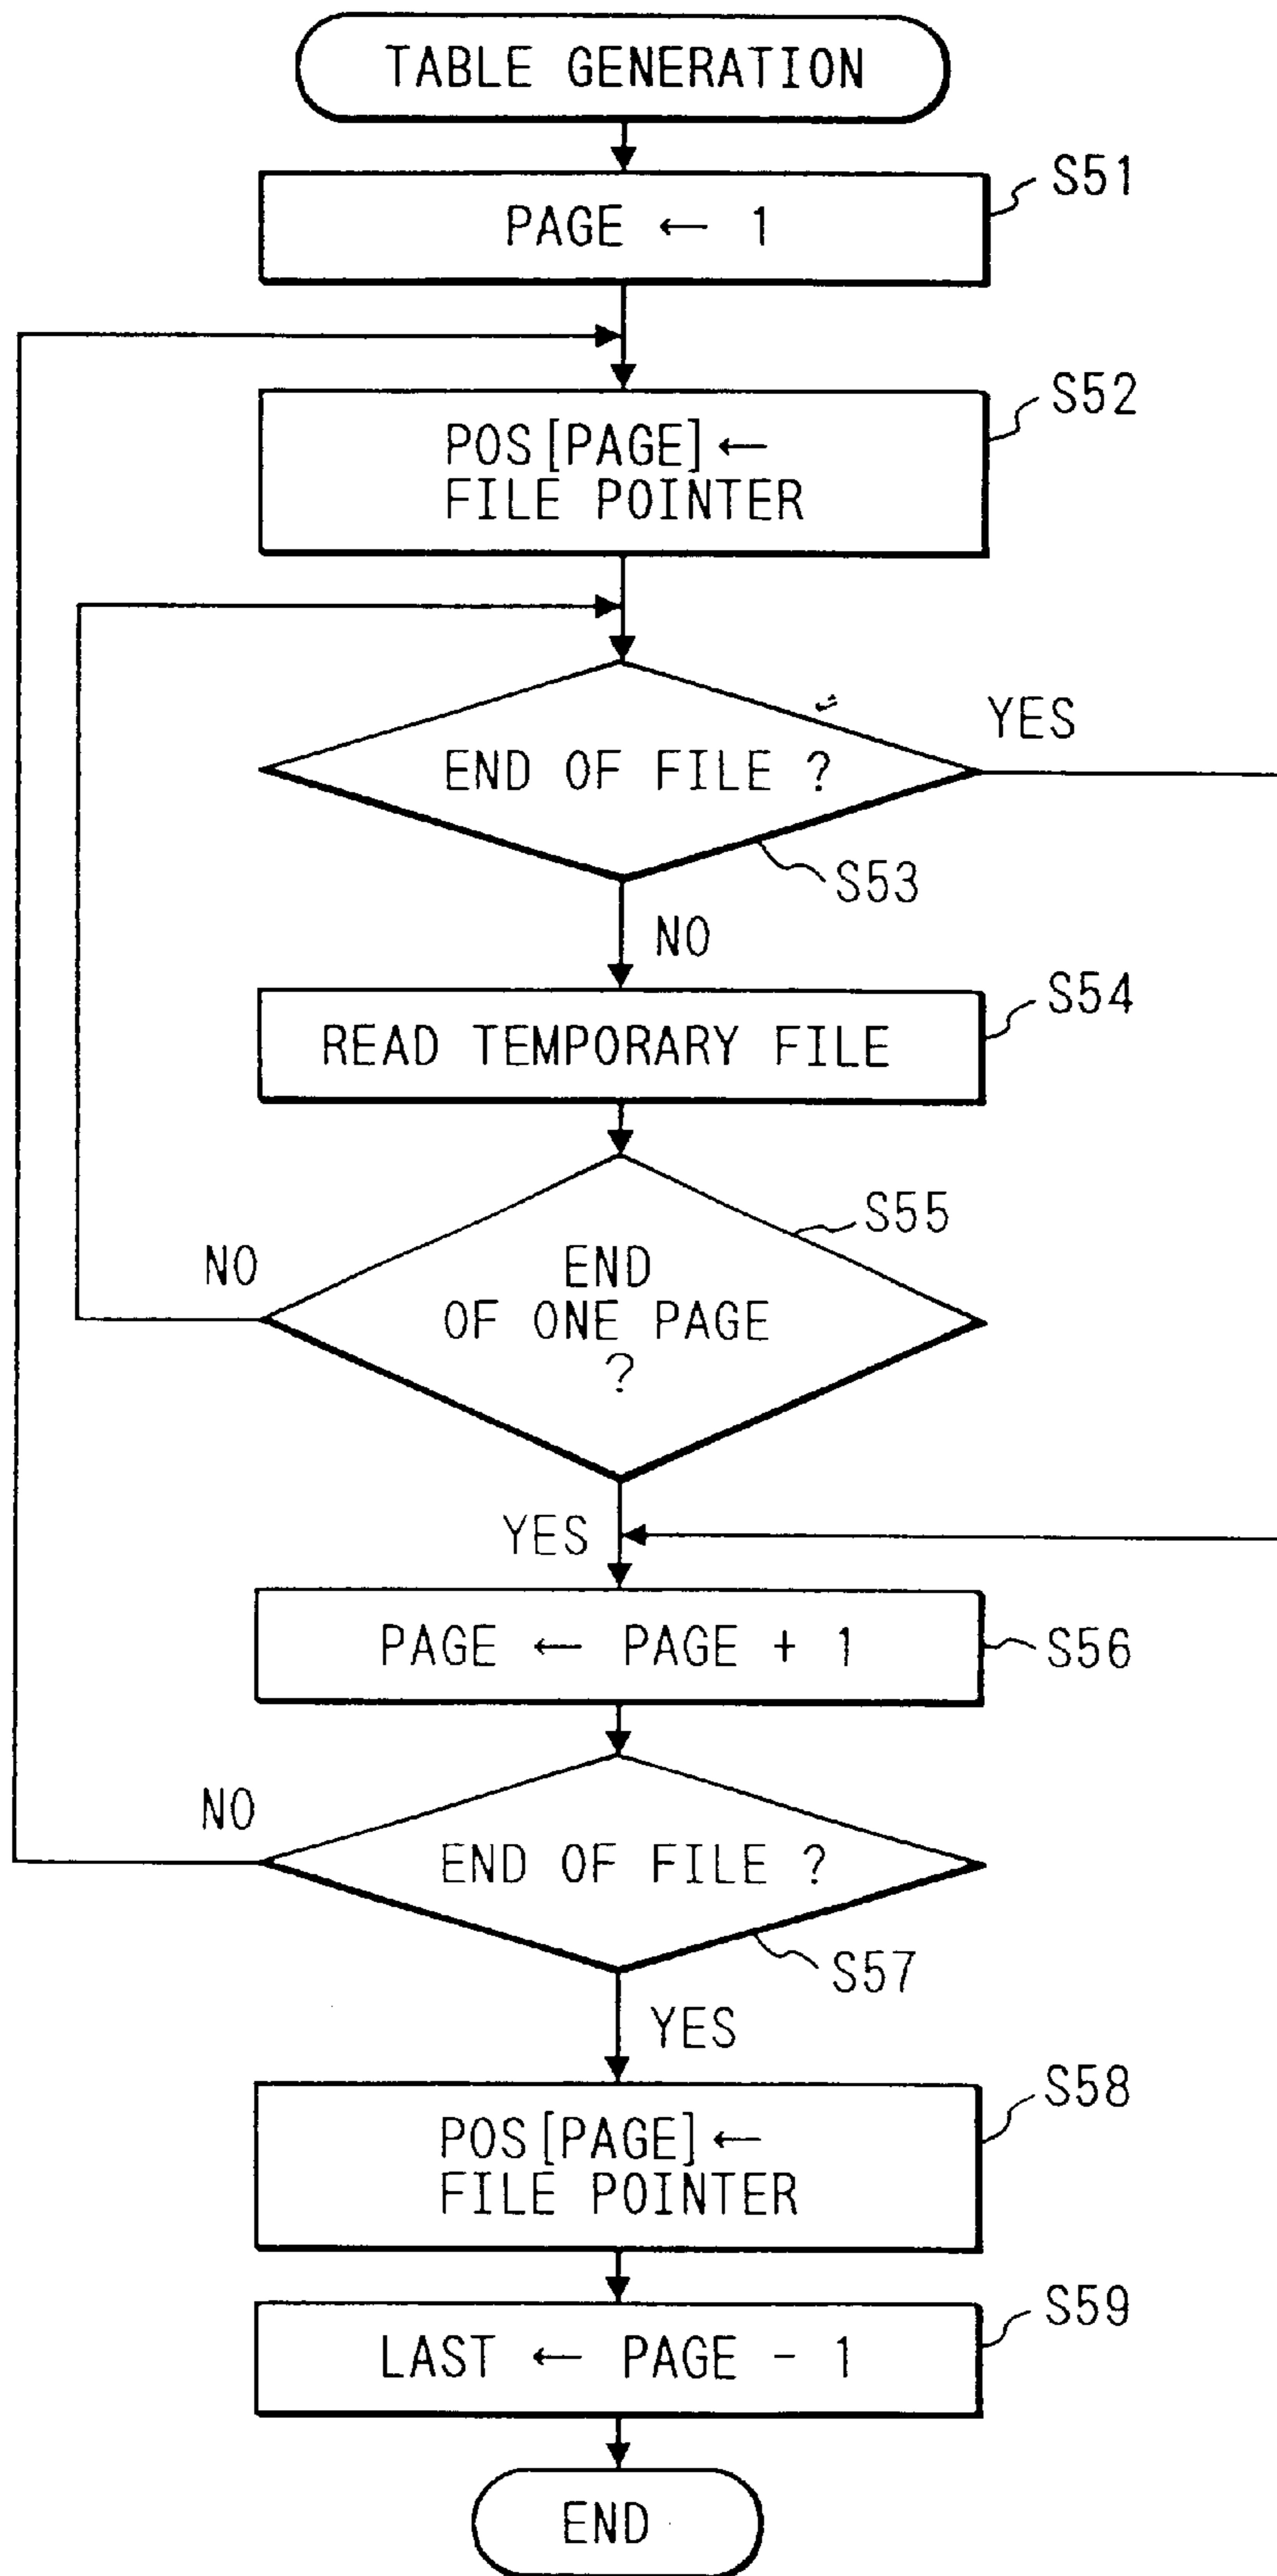 TABLE GENERATION
S51
PAGE ← 1
S52
POS[PAGE]←
FILE POINTER
YES
END OF FILE ?
S53
NO
S54
READ TEMPORARY FILE
S55
NO
END
OF ONE PAGE
?
YES
PAGE ← PAGE + 1
S56
NO
END OF FILE ?
S57
YES
S58
POS[PAGE]←
FILE POINTER
S59
LAST ← PAGE - 1
END